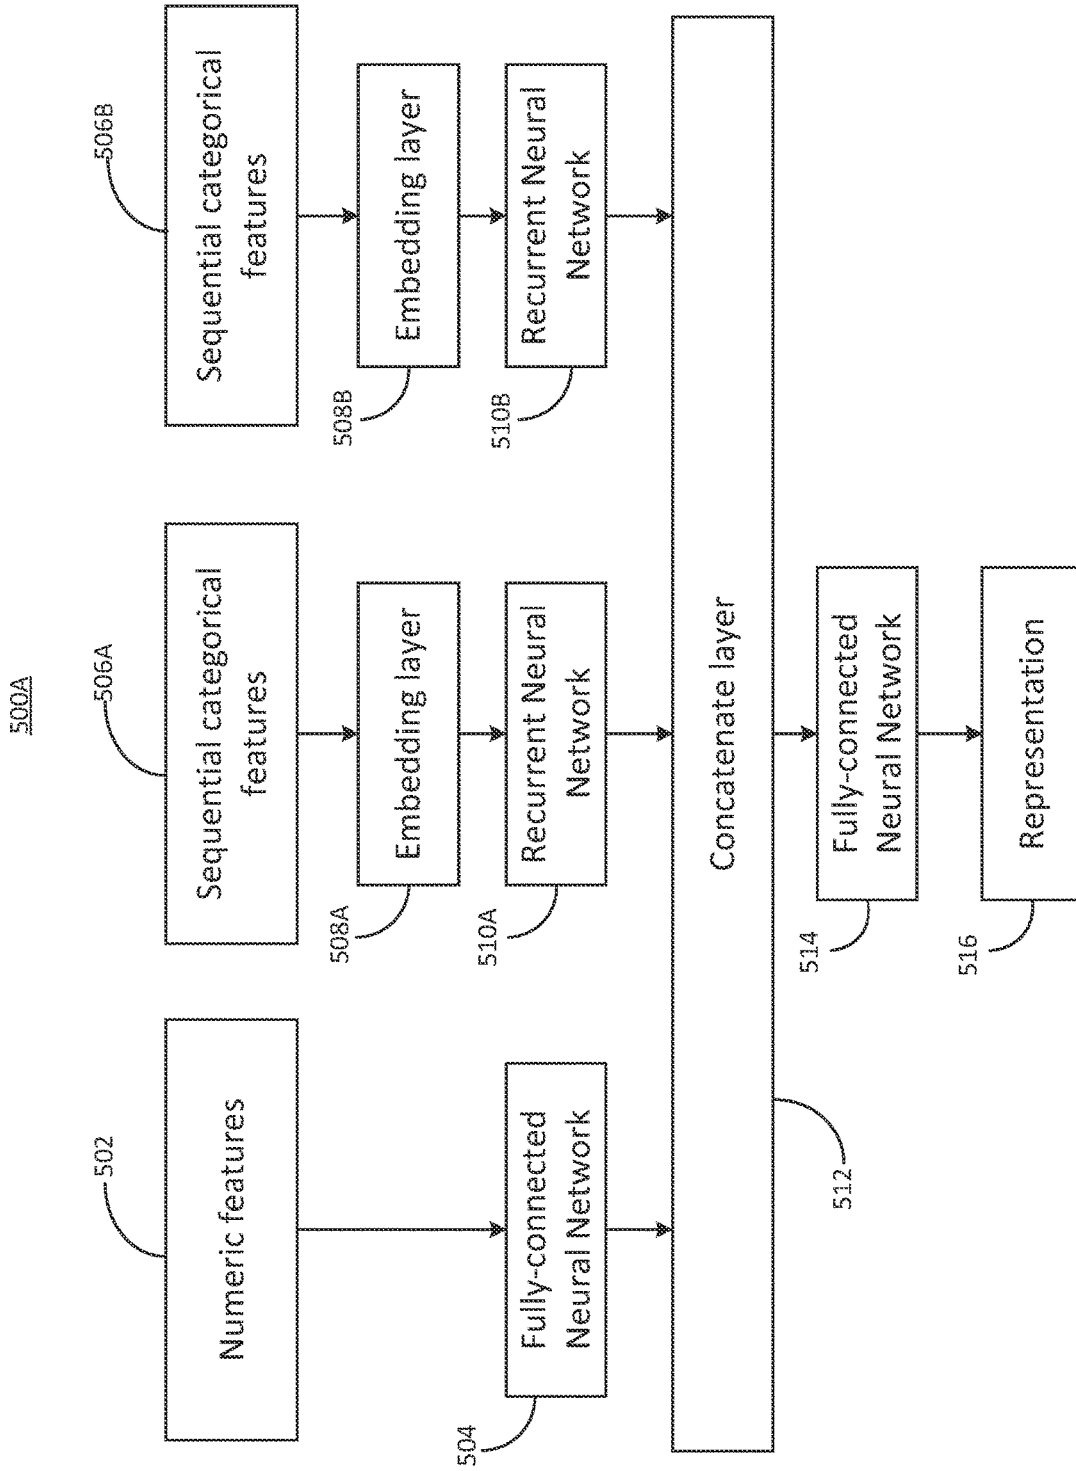 500A
502
506A
506B
Numeric features
Sequential categorical
features
Sequential categorical
features
508A
508B
Embedding layer
Embedding layer
504
510A
510B
Fully-connected
Neural Network
Recurrent Neural
Network
Recurrent Neural
Network
Concatenate layer
512
514
Fully-connected
Neural Network
516
Representation